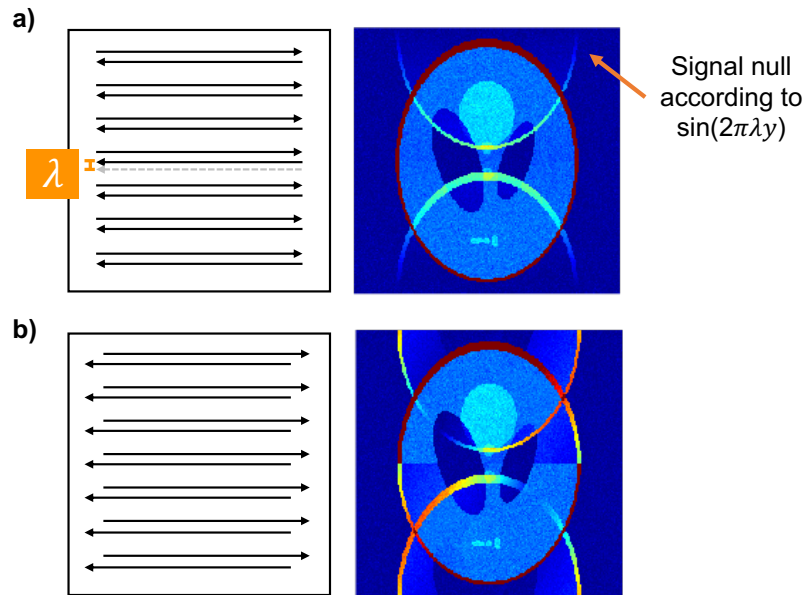 a)
Signal null
according to
sin(2πλy)
λ
b)